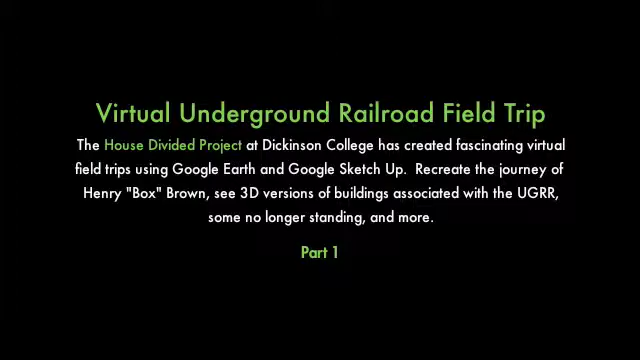 Virtual Underground Railroad Field Trip
The House Divided Project at Dickinson College has created fascinating virtual
field trips using Google Earth and Google Sketch Up.  Recreate the journey of
Henry "Box" Brown, see 3D versions of buildings associated with the UGRR,
some no longer standing, and more.
Part 1